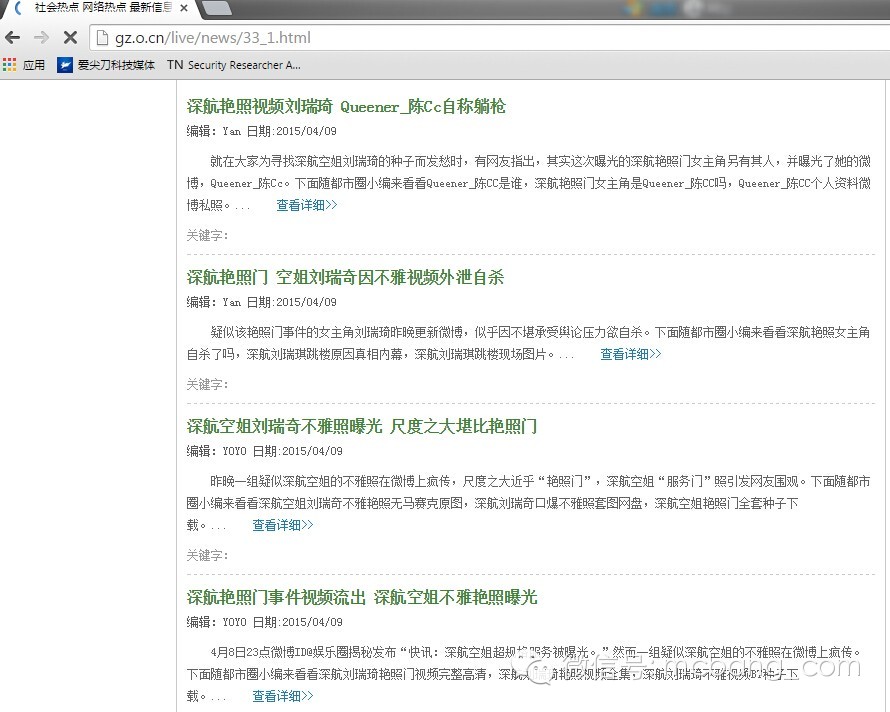 社会热点 网络热点 最新信息
gz.o.cn/live/news/33_1.html
应用 爱尖刀科技媒体 TN Security Researcher A...
深航艳照视频刘瑞琦 Queener_陈Cc自称躺枪
编辑：Yan 日期:2015/04/09
就在大家为寻找深航空姐刘瑞琦的种子而发愁时，有网友指出，其实这次曝光的深航艳照门女主角另有其人，并曝光了她的微
博，Queener_陈Cc。下面随都市圈小编来看看Queener_陈CC是谁，深航艳照门女主角是Queener_陈CC吗，Queener_陈CC个人资料微
博私照。... 查看详细>>
关键字：
深航艳照门 空姐刘瑞奇因不雅视频外泄自杀
编辑：Yan 日期:2015/04/09
疑似该艳照门事件的女主角刘瑞琦昨晚更新微博，似乎因不堪承受舆论压力欲自杀。下面随都市圈小编来看看深航艳照女主角
自杀了吗，深航刘瑞琪跳楼原因真相内幕，深航刘瑞琪跳楼现场图片。... 查看详细>>
关键字：
深航空姐刘瑞奇不雅照曝光 尺度之大堪比艳照门
编辑：YOYO 日期:2015/04/09
昨晚一组疑似深航空姐的不雅照在微博上疯传，尺度之大近乎“艳照门”，深航空姐“服务门”照引发网友围观。下面随都市
圈小编来看看深航空姐刘瑞奇不雅艳照无马赛克原图，深航刘瑞奇口爆不雅照套图网盘，深航空姐艳照门全套种子下
载。... 查看详细>>
关键字：
深航艳照门事件视频流出 深航空姐不雅艳照曝光
编辑：YOYO 日期:2015/04/09
4月8日23点微博ID@娱乐圈揭秘发布“快讯：深航空姐超规格服务被曝光。”然而一组疑似深航空姐的不雅照在微博上疯传。
下面随都市圈小编来看看深航刘瑞琦艳照门视频完整高清，深航刘瑞琦艳照视频全集，深航刘瑞琦不雅视频BT种子下
载。... 查看详细>>
微信号: mcbang_com